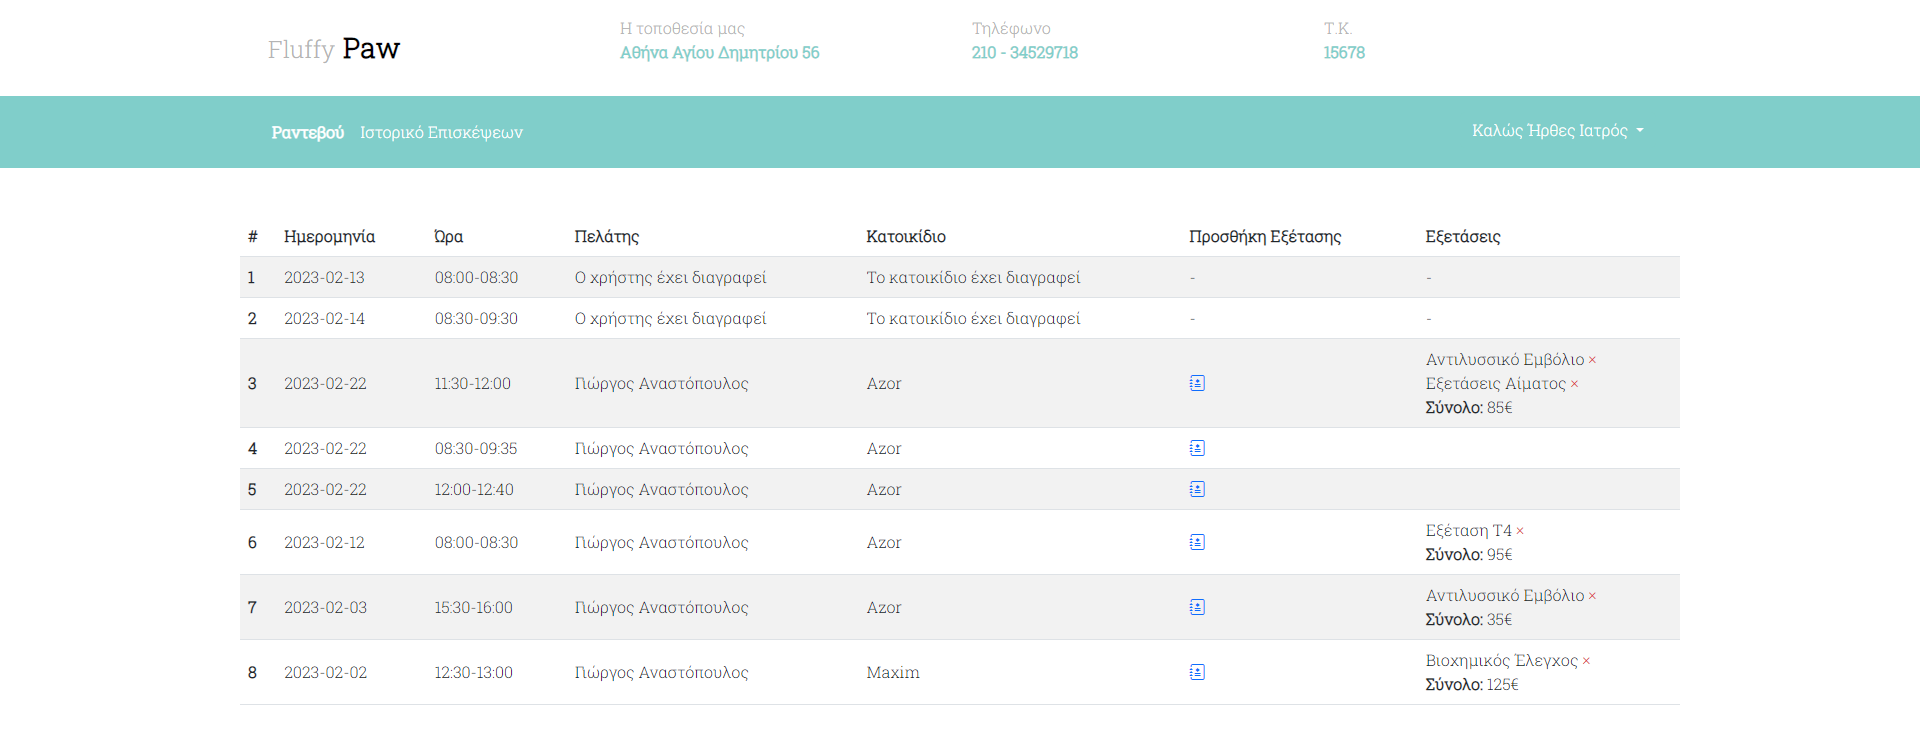 Fluffy Paw
Η τοποθεσία μας
Αθήνα Αγίου Δημητρίου 56
Τηλέφωνο
210 - 34529718
Τ.Κ.
15678
Ραντεβού Ιστορικό Επισκέψεων Καλώς Ήρθες Ιατρός
# Ημερομηνία Ώρα Πελάτης Κατοικίδιο Προσθήκη Εξέτασης Εξετάσεις
1 2023-02-13 08:00-08:30 Ο χρήστης έχει διαγραφεί Το κατοικίδιο έχει διαγραφεί - -
2 2023-02-14 08:30-09:30 Ο χρήστης έχει διαγραφεί Το κατοικίδιο έχει διαγραφεί - -
3 2023-02-22 11:30-12:00 Γιώργος Αναστόπουλος Azor
Αντιλυσσικό Εμβόλιο ×
Εξετάσεις Αίματος ×
Σύνολο: 85€
4 2023-02-22 08:30-09:35 Γιώργος Αναστόπουλος Azor
5 2023-02-22 12:00-12:40 Γιώργος Αναστόπουλος Azor
6 2023-02-12 08:00-08:30 Γιώργος Αναστόπουλος Azor
Εξέταση Τ4 ×
Σύνολο: 95€
7 2023-02-03 15:30-16:00 Γιώργος Αναστόπουλος Azor
Αντιλυσσικό Εμβόλιο ×
Σύνολο: 35€
8 2023-02-02 12:30-13:00 Γιώργος Αναστόπουλος Maxim
Βιοχημικός Έλεγχος ×
Σύνολο: 125€